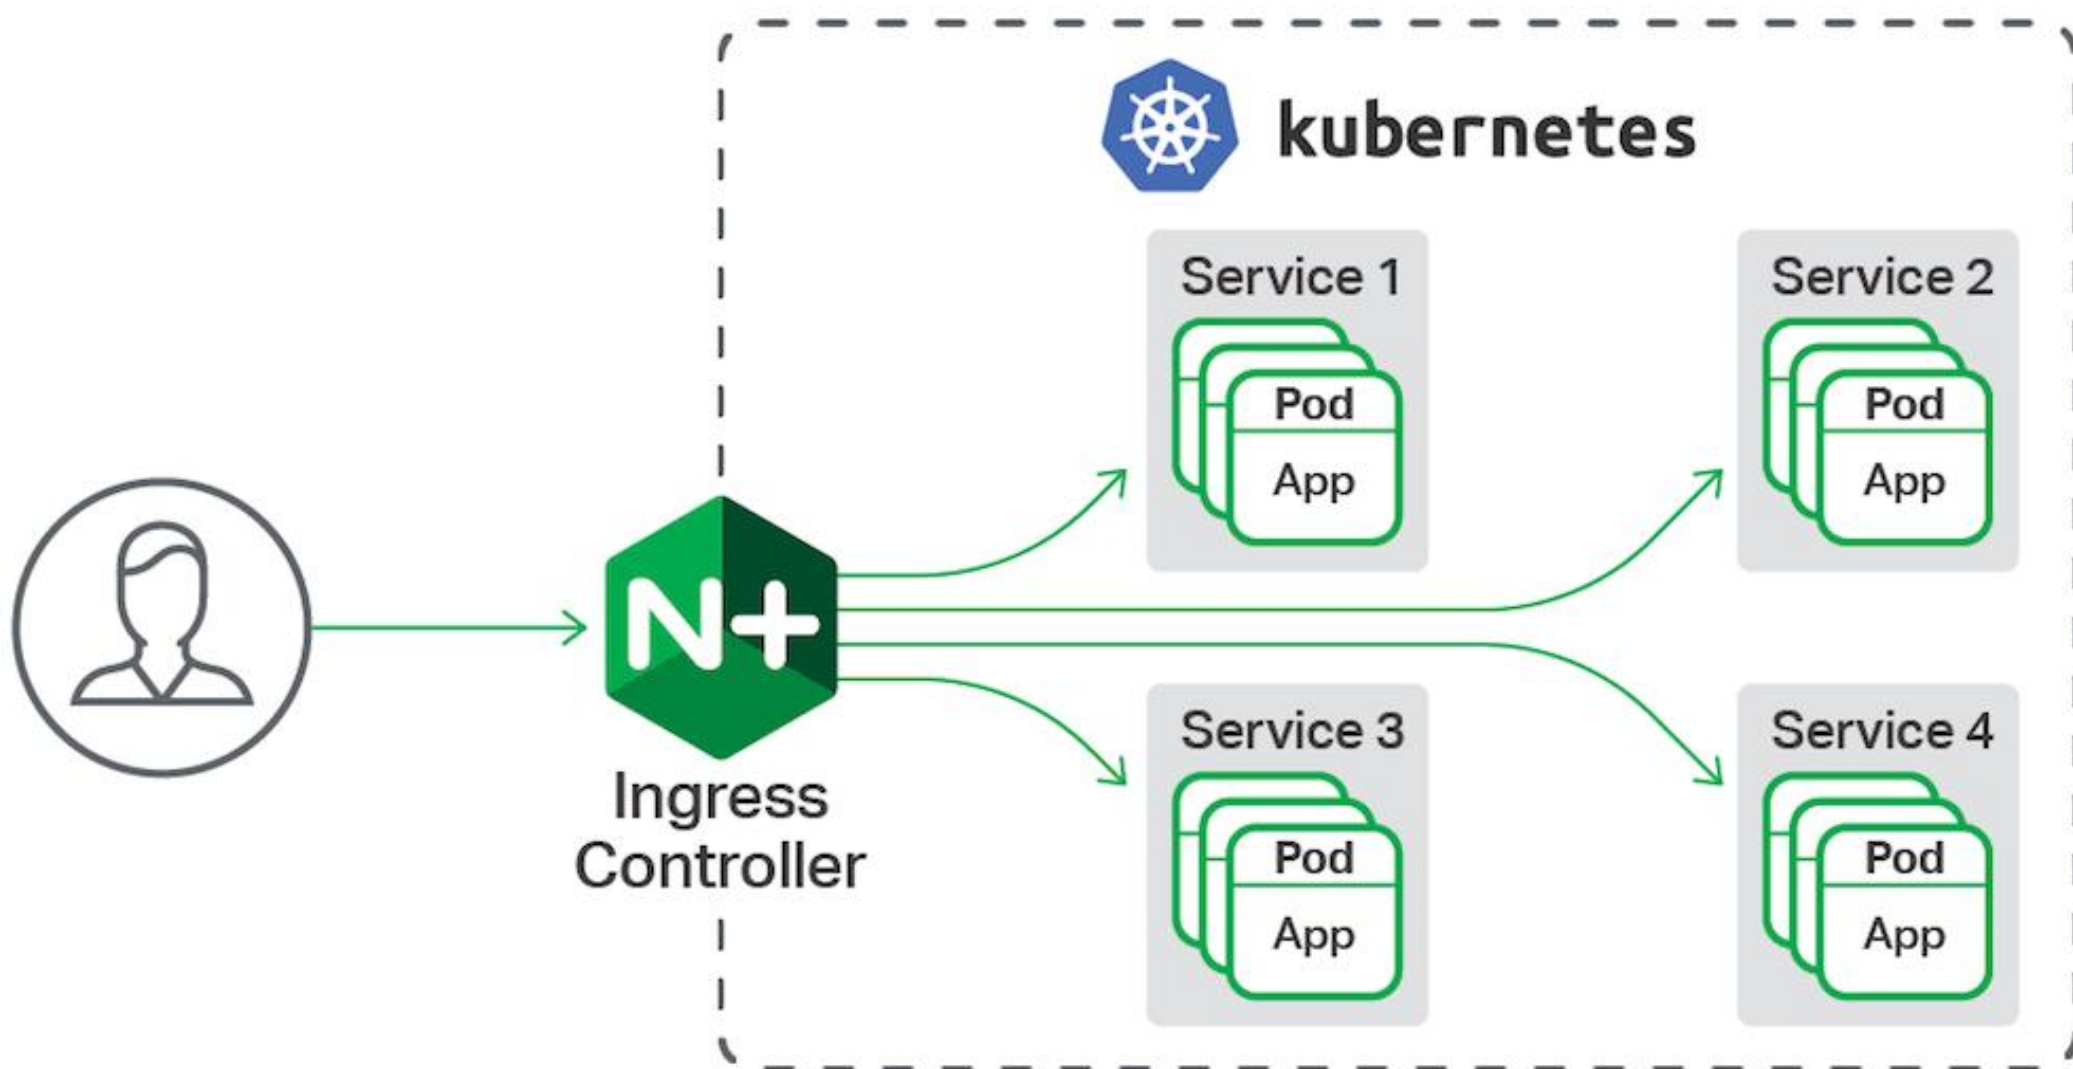 kubernetes
Service 1
Pod
App
Service 2
Pod
App
N+
Ingress
Controller
Service 3
Pod
App
Service 4
Pod
App